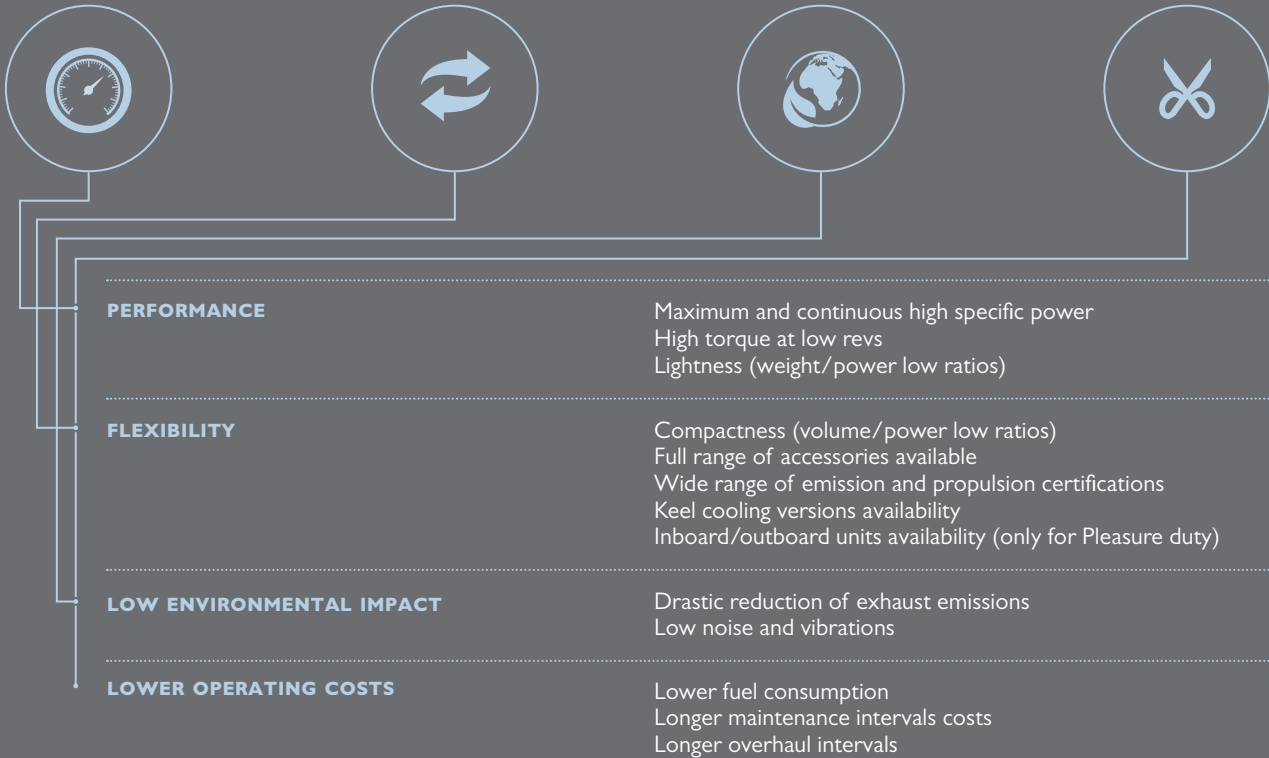 PERFORMANCE
Maximum and continuous high specific power
High torque at low revs
Lightness (weight/power low ratios)
FLEXIBILITY
Compactness (volume/power low ratios)
Full range of accessories available
Wide range of emission and propulsion certifications
Keel cooling versions availability
Inboard/outboard units availability (only for Pleasure duty)
LOW ENVIRONMENTAL IMPACT
Drastic reduction of exhaust emissions
Low noise and vibrations
LOWER OPERATING COSTS
Lower fuel consumption
Longer maintenance intervals costs
Longer overhaul intervals